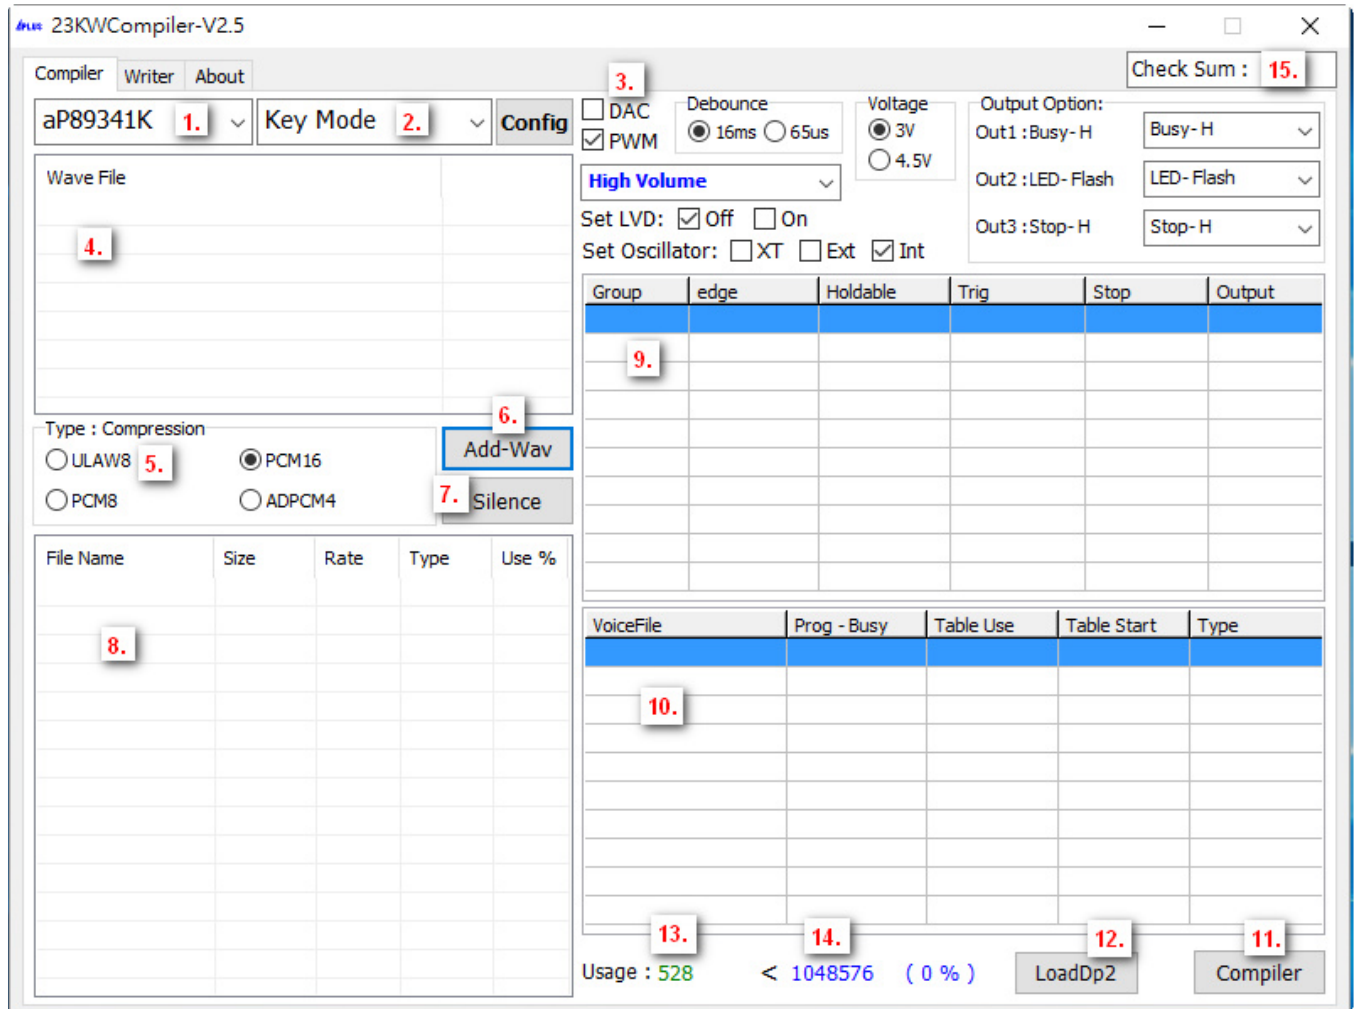 APLUS 23KWCompiler-V2.5
Compiler Writer About
Check Sum : 15.
aP89341K 1. Key Mode 2. Config
3.
DAC
PWM
Debounce
16ms 65us
Voltage
3V
4.5V
Output Option:
Out1 :Busy-H Busy-H
Out2 :LED-Flash LED-Flash
Out3 :Stop-H Stop-H
High Volume
Set LVD: Off On
Set Oscillator: XT Ext Int
Wave File
4.
Type : Compression
ULAW8 5. PCM16
PCM8 ADPCM4
6.
Add-Wav
7. Silence
File Name Size Rate Type Use %
8.
Group edge Holdable Trig Stop Output
9.
VoiceFile Prog - Busy Table Use Table Start Type
10.
13. 14. 12. 11.
Usage : 528 < 1048576 ( 0 % ) LoadDp2 Compiler